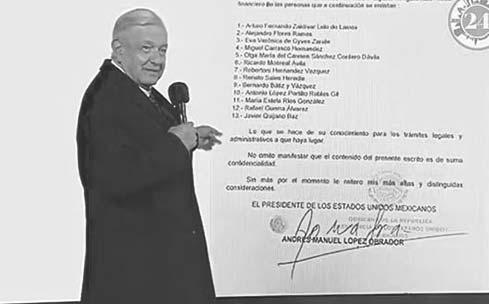 financiero de las personas que a continuación se enlistan
1.- Arturo Fernando Zaldívar Lelo de Larrea
2.- Alejandra Flores Ramos
3.- Eva Verónica de Gyves Zarate
4.- Miguel Carrasco Hernández
5.- Olga María del Carmen Sánchez Cordero Dávila
6.- Ricardo Monreal Ávila
7.- Robertoni Hernández Vázquez
8.- Renato Sales Heredia
9.- Bernardo Bátiz y Vázquez
10.- Antonio López Portillo Robles Gil
11.- María Estela Ríos González
12.- Rafael Guerra Álvarez
13.- Javier Quijano Baz
Lo que se hace de su conocimiento para los trámites legales y
administrativos a que haya lugar.
No omito manifestar que el contenido del presente escrito es de suma
confidencialidad.
Sin más por el momento le reitero mis más altas y distinguidas
consideraciones.
EL PRESIDENTE DE LOS ESTADOS UNIDOS MEXICANOS
ANDRÉS MANUEL LÓPEZ OBRADOR
24